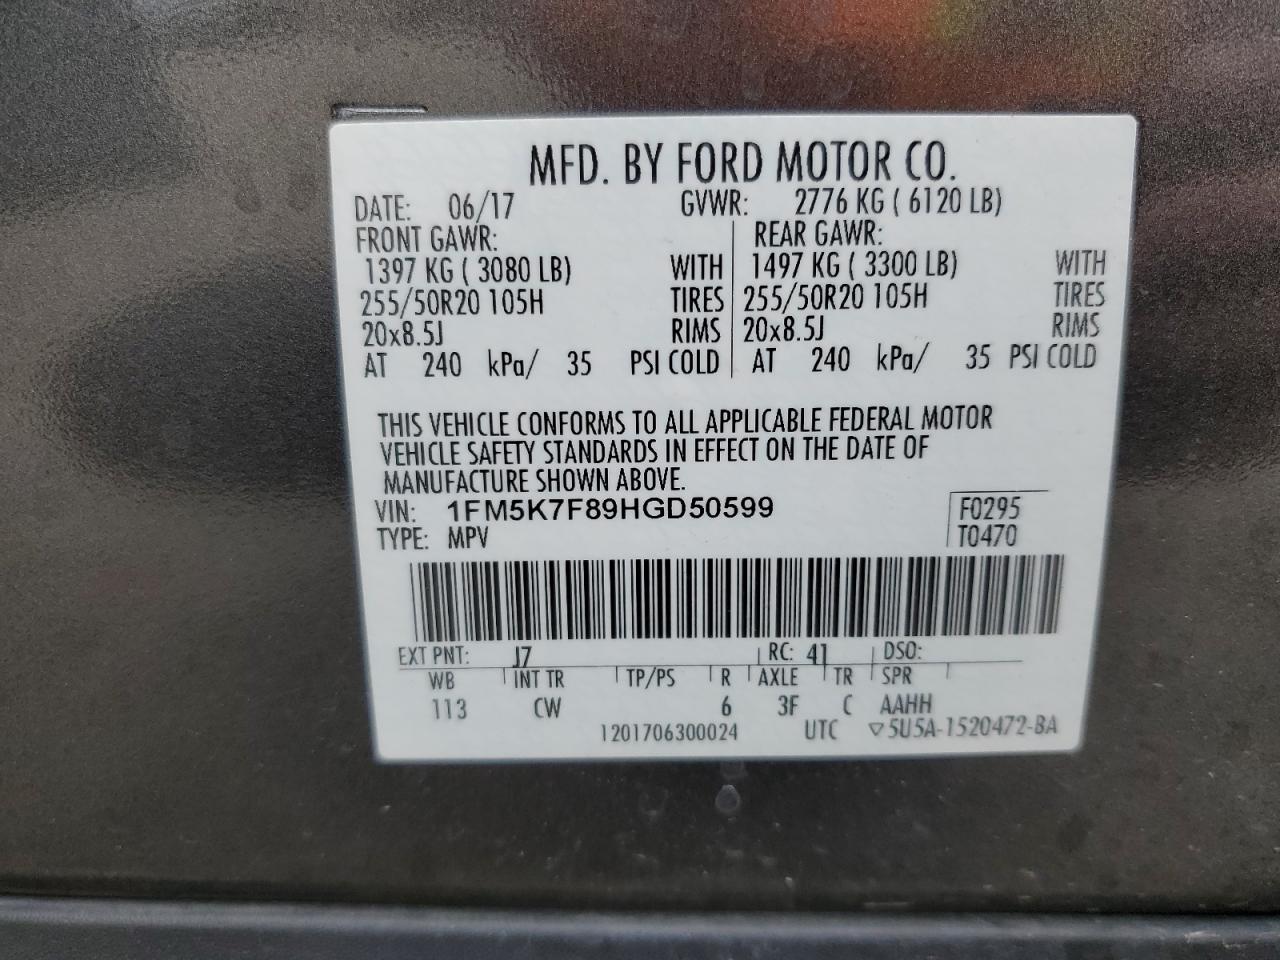 MFD. BY FORD MOTOR CO.
DATE: 06/17 GVWR: 2776 KG ( 6120 LB)
FRONT GAWR: REAR GAWR:
1397 KG ( 3080 LB) WITH 1497 KG ( 3300 LB) WITH
255/50R20 105H TIRES 255/50R20 105H TIRES
20x8.5J RIMS 20x8.5J RIMS
AT 240 kPa/ 35 PSI COLD AT 240 kPa/ 35 PSI COLD
THIS VEHICLE CONFORMS TO ALL APPLICABLE FEDERAL MOTOR
VEHICLE SAFETY STANDARDS IN EFFECT ON THE DATE OF
MANUFACTURE SHOWN ABOVE.
VIN: 1FM5K7F89HGD50599 F0295
TYPE: MPV T0470
EXT PNT: J7 RC: 41 DSO:
WB INT TR TP/PS R AXLE TR SPR
113 CW 6 3F C AAHH
1201706300024 UTC ▽5U5A-1520472-BA